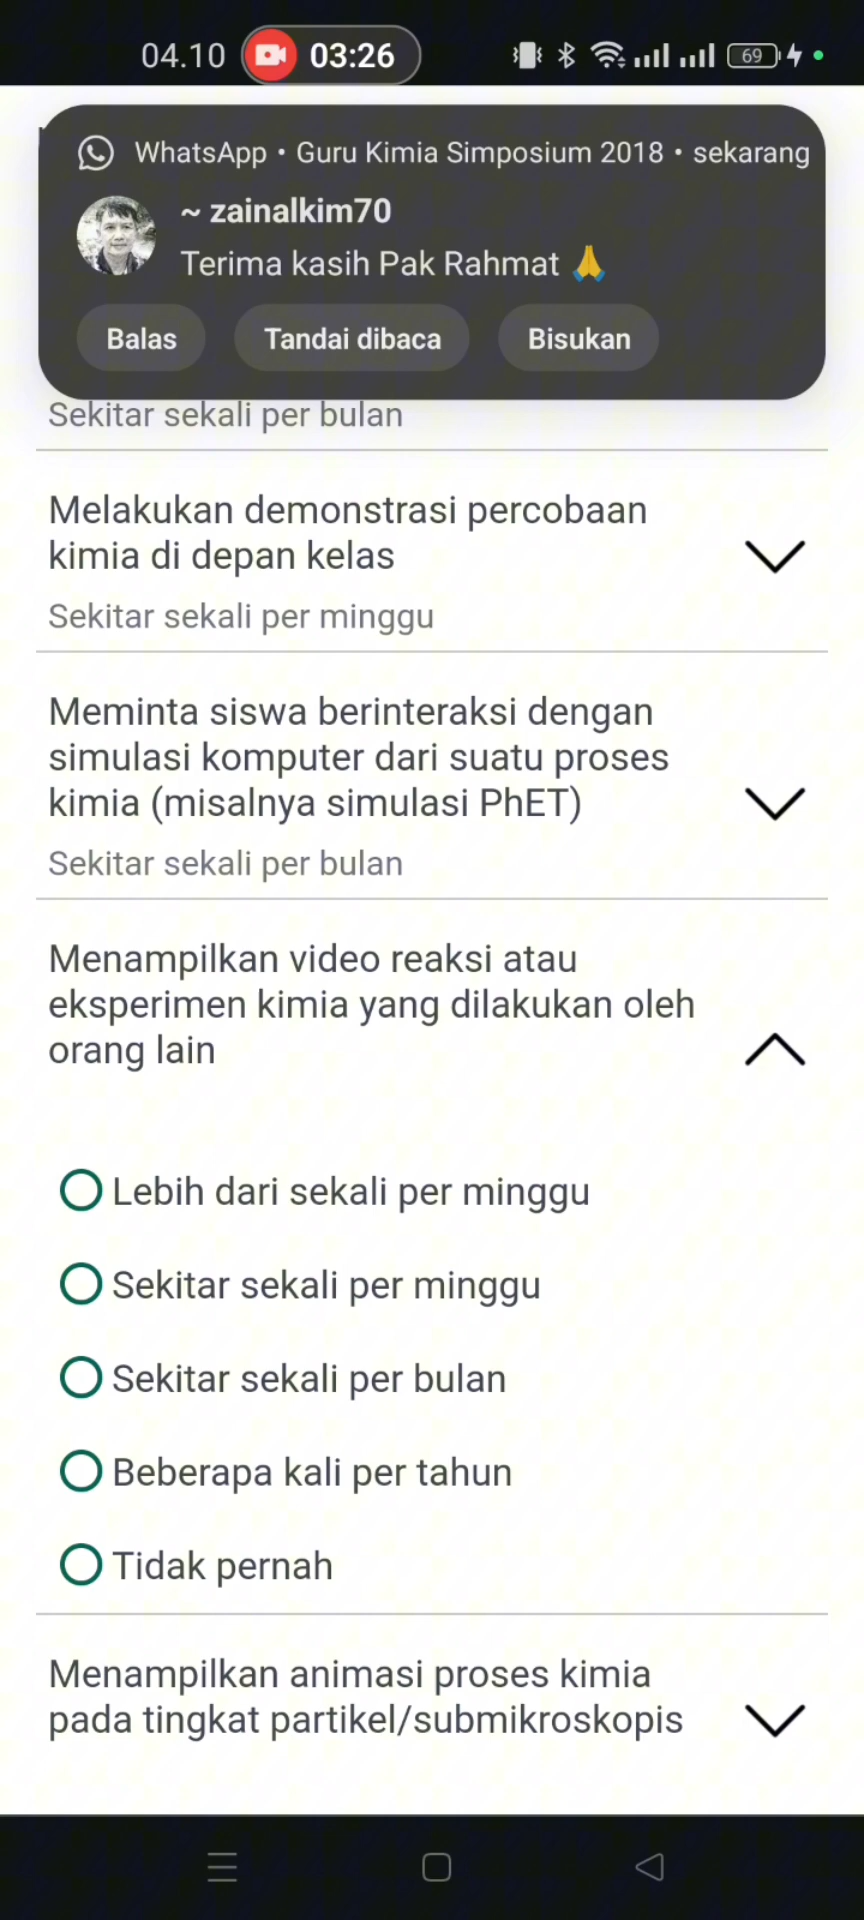 04.10 03:26 69
WhatsApp • Guru Kimia Simposium 2018 • sekarang
~ zainalkim70
Terima kasih Pak Rahmat 🙏
Balas Tandai dibaca Bisukan
Sekitar sekali per bulan
Melakukan demonstrasi percobaan
kimia di depan kelas
Sekitar sekali per minggu
Meminta siswa berinteraksi dengan
simulasi komputer dari suatu proses
kimia (misalnya simulasi PhET)
Sekitar sekali per bulan
Menampilkan video reaksi atau
eksperimen kimia yang dilakukan oleh
orang lain
Lebih dari sekali per minggu
Sekitar sekali per minggu
Sekitar sekali per bulan
Beberapa kali per tahun
Tidak pernah
Menampilkan animasi proses kimia
pada tingkat partikel/submikroskopis